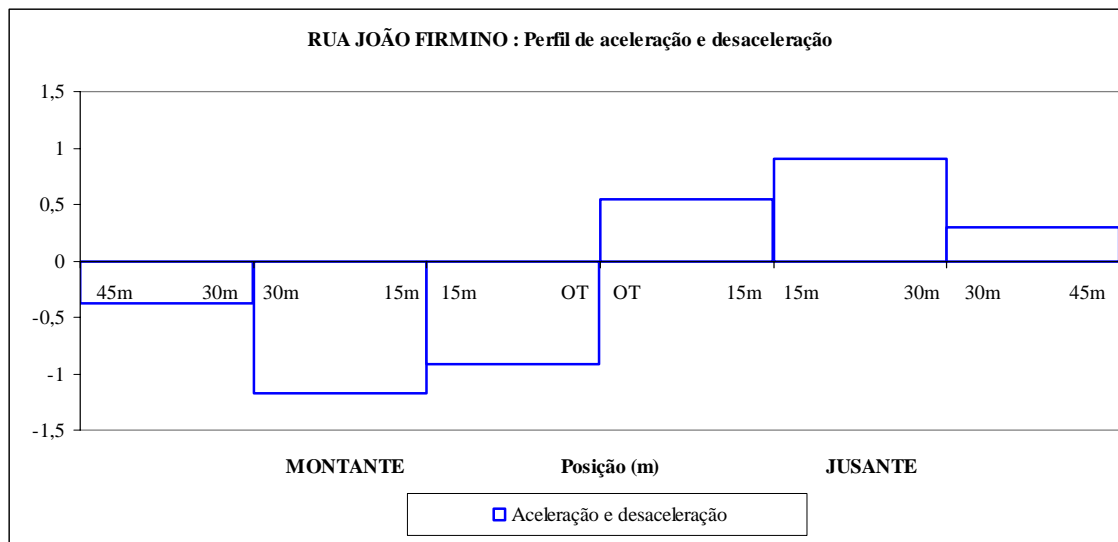 RUA JOÃO FIRMINO : Perfil de aceleração e desaceleração
1,5
1
0,5
0
45m 30m 30m 15m 15m OT OT 15m 15m 30m 30m 45m
-0,5
-1
-1,5
MONTANTE Posição (m) JUSANTE
Aceleração e desaceleração